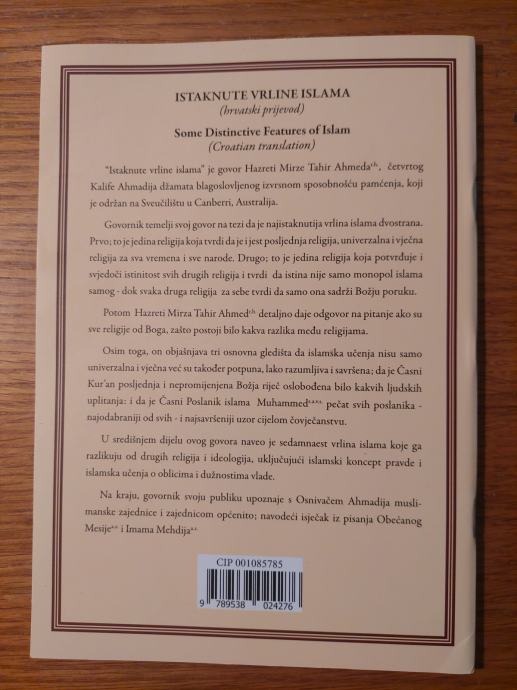 ISTAKNUTE VRLINE ISLAMA
(hrvatski prijevod)
Some Distinctive Features of Islam
(Croatian translation)
"Istaknute vrline islama" je govor Hazreti Mirze Tahir Ahmeda r.h., četvrtog
Kalife Ahmadija džamata blagoslovljenog izvrsnom sposobnošću pamćenja, koji
je održan na Sveučilištu u Canberri, Australija.
Govornik temelji svoj govor na tezi da je najistaknutija vrlina islama dvostrana.
Prvo; to je jedina religija koja tvrdi da je i jest posljednja religija, univerzalna i vječna
religija za sva vremena i sve narode. Drugo; to je jedina religija koja potvrđuje i
svjedoči istinitost svih drugih religija i tvrdi da istina nije samo monopol islama
samog - dok svaka druga religija za sebe tvrdi da samo ona sadrži Božju poruku.
Potom Hazreti Mirza Tahir Ahmed r.h. detaljno daje odgovor na pitanje ako su
sve religije od Boga, zašto postoji bilo kakva razlika među religijama.
Osim toga, on objašnjava tri osnovna gledišta da islamska učenja nisu samo
univerzalna i vječna već su također potpuna, lako razumljiva i savršena; da je Časni
Kur'an posljednja i nepromijenjena Božja riječ oslobođena bilo kakvih ljudskih
uplitanja: i da je Časni Poslanik islama Muhammed s.a.v.s. pečat svih poslanika -
najodabraniji od svih - i najsavršeniji uzor cijelom čovječanstvu.
U središnjem dijelu ovog govara naveo je sedamnaest vrlina islama koje ga
razlikuju od drugih religija i ideologija, uključujući islamski koncept pravde i
islamska učenja o oblicima i dužnostima vlade.
Na kraju, govornik svoju publiku upoznaje s Osnivačem Ahmadija musli-
manske zajednice i zajednicom općenito; navodeći isječak iz pisanja Obećanog
Mesije a.s. i Imama Mehdija a.s.
CIP 001085785
9 789538 024276